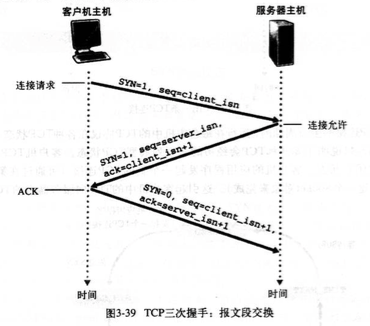 客户机主机
服务器主机
连接请求
SYN=1, seq=client_isn
连接允许
SYN=1, seq=server_isn,
ack=client_isn+1
ACK
SYN=0, seq=client_isn+1,
ack=server_isn+1
时间
时间
图3-39 TCP三次握手：报文段交换